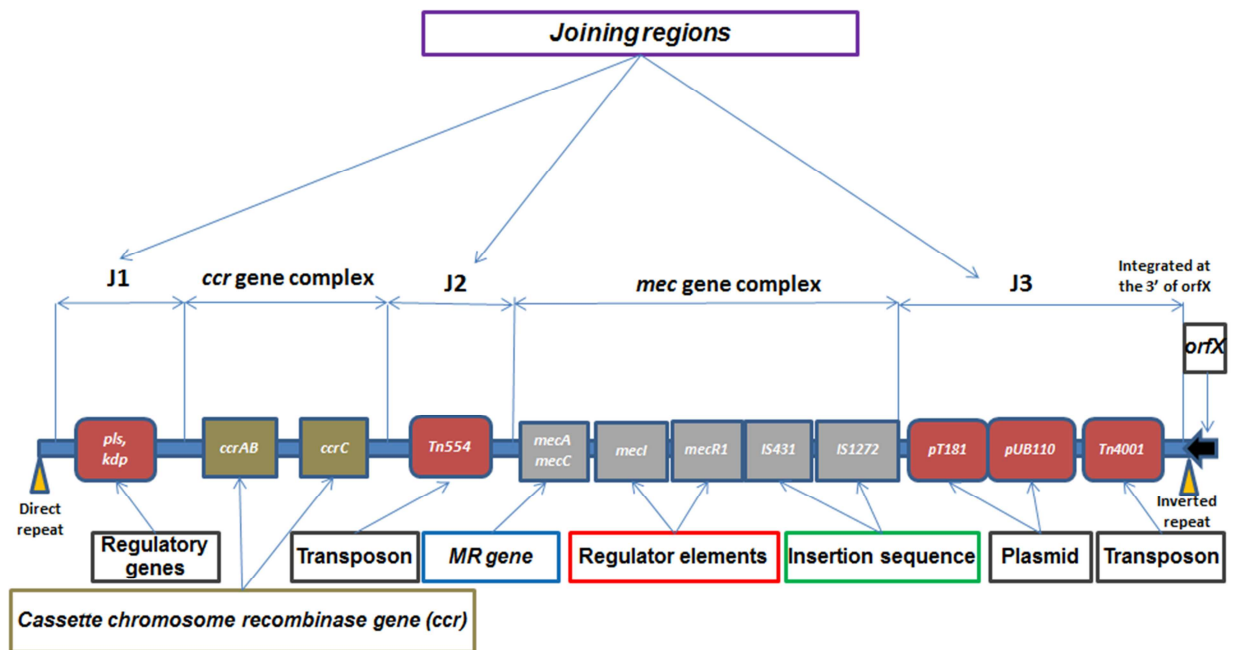 Joining regions
J1
ccr gene complex
J2
mec gene complex
J3
Integrated at
the 3’ of orfX
orfX
pls,
kdp
ccrAB
ccrC
Tn554
mecA
mecC
mecI
mecR1
IS431
IS1272
pT181
pUB110
Tn4001
Direct
repeat
Inverted
repeat
Regulatory
genes
Transposon
MR gene
Regulator elements
Insertion sequence
Plasmid
Transposon
Cassette chromosome recombinase gene (ccr)